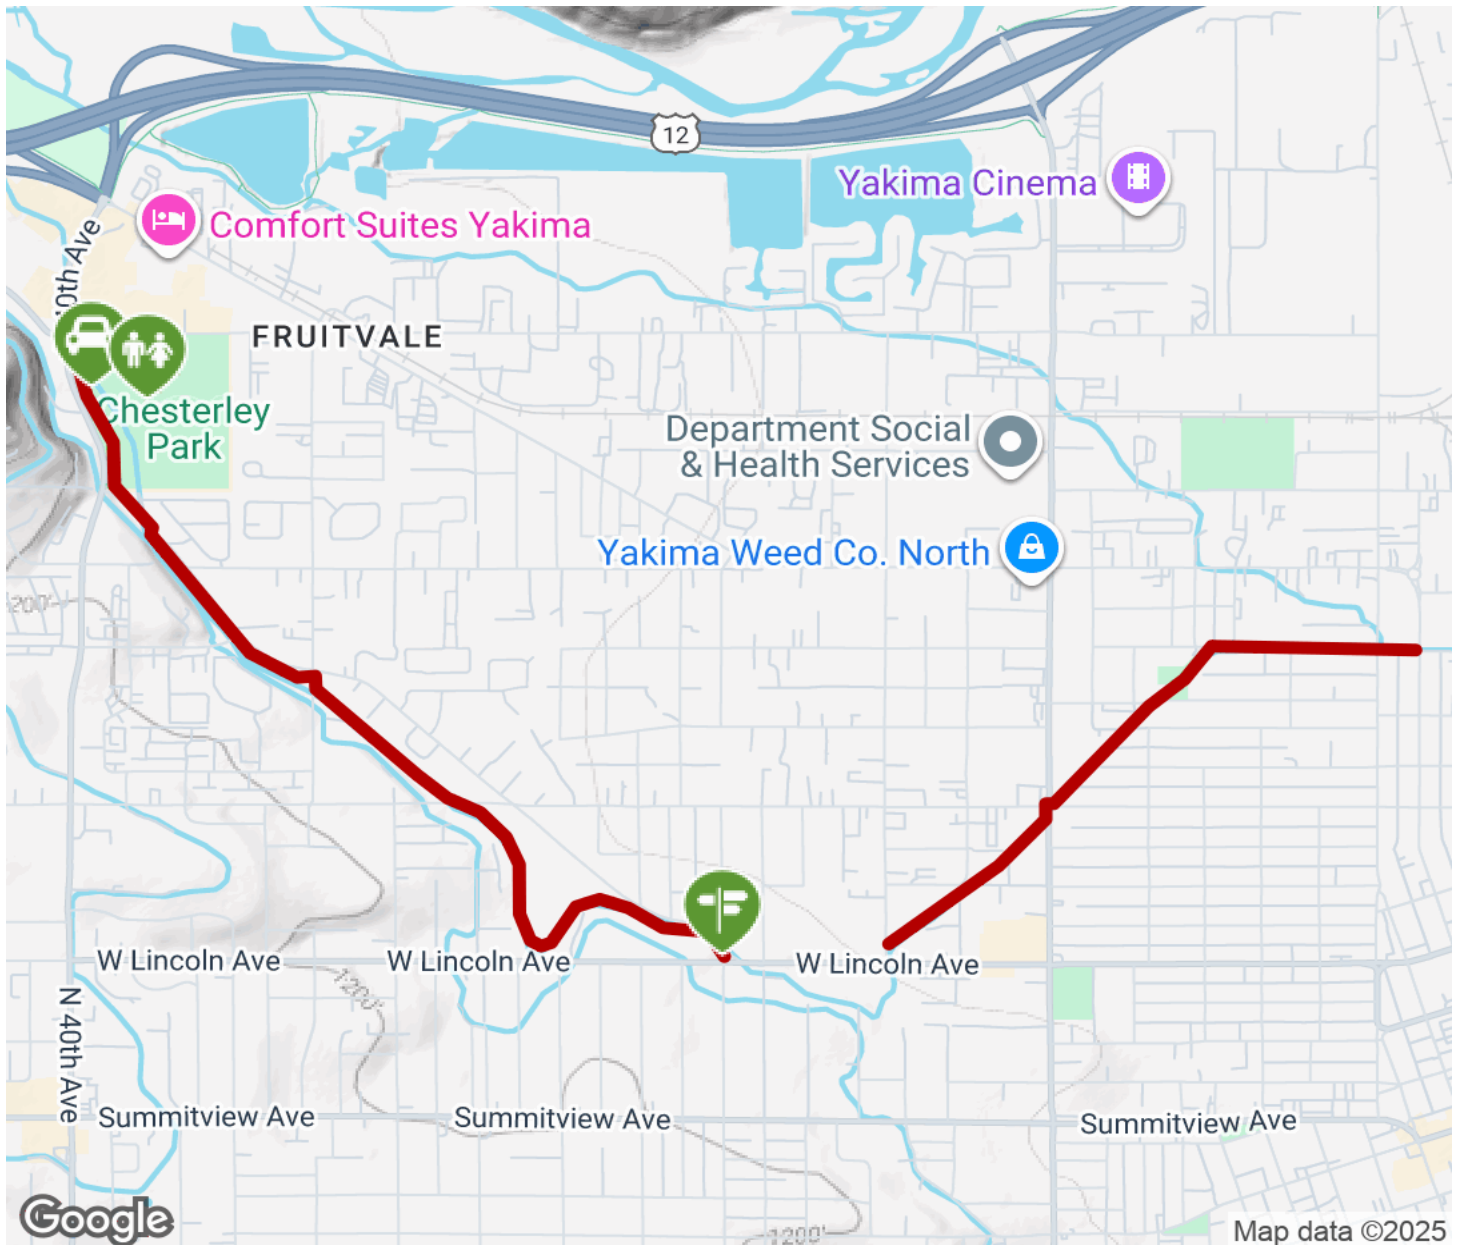 12
Yakima Cinema
Comfort Suites Yakima
0th Ave
FRUITVALE
Chesterley
Park
Department Social
& Health Services
Yakima Weed Co. North
1200'
W Lincoln Ave
W Lincoln Ave
W Lincoln Ave
1200'
N 40th Ave
Summitview Ave
Summitview Ave
Summitview Ave
Google
1200'
Map data ©2025